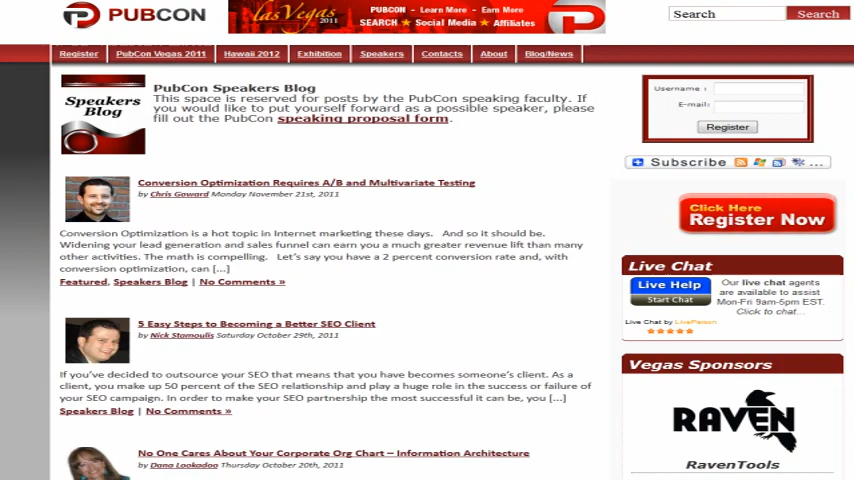 PUBCON
las Vegas 2011
PUBCON - Learn More - Earn More
SEARCH ★ Social Media ★ Affiliates
Search Search
Register PubCon Vegas 2011 Hawaii 2012 Exhibition Speakers Contacts About Blog/News
Speakers
Blog
PubCon Speakers Blog
This space is reserved for posts by the PubCon speaking faculty. If
you would like to put yourself forward as a possible speaker, please
fill out the PubCon speaking proposal form.
Username :
E-mail:
Register
Subscribe ...
Conversion Optimization Requires A/B and Multivariate Testing
by Chris Goward Monday November 21st, 2011
Conversion Optimization is a hot topic in Internet marketing these days. And so it should be.
Widening your lead generation and sales funnel can earn you a much greater revenue lift than many
other activities. The math is compelling. Let's say you have a 2 percent conversion rate and, with
conversion optimization, can [...]
Featured, Speakers Blog | No Comments »
Click Here
Register Now
Live Chat
Live Help
Start Chat
Our live chat agents
are available to assist
Mon-Fri 9am-5pm EST.
Click to chat...
Live Chat by LivePerson
5 Easy Steps to Becoming a Better SEO Client
by Nick Stamoulis Saturday October 29th, 2011
If you've decided to outsource your SEO that means that you have becomes someone's client. As a
client, you make up 50 percent of the SEO relationship and play a huge role in the success or failure of
your SEO campaign. In order to make your SEO partnership the most successful it can be, you [...]
Speakers Blog | No Comments »
Vegas Sponsors
RAVEN
RavenTools
No One Cares About Your Corporate Org Chart – Information Architecture
by Dana Lookadoo Thursday October 20th, 2011